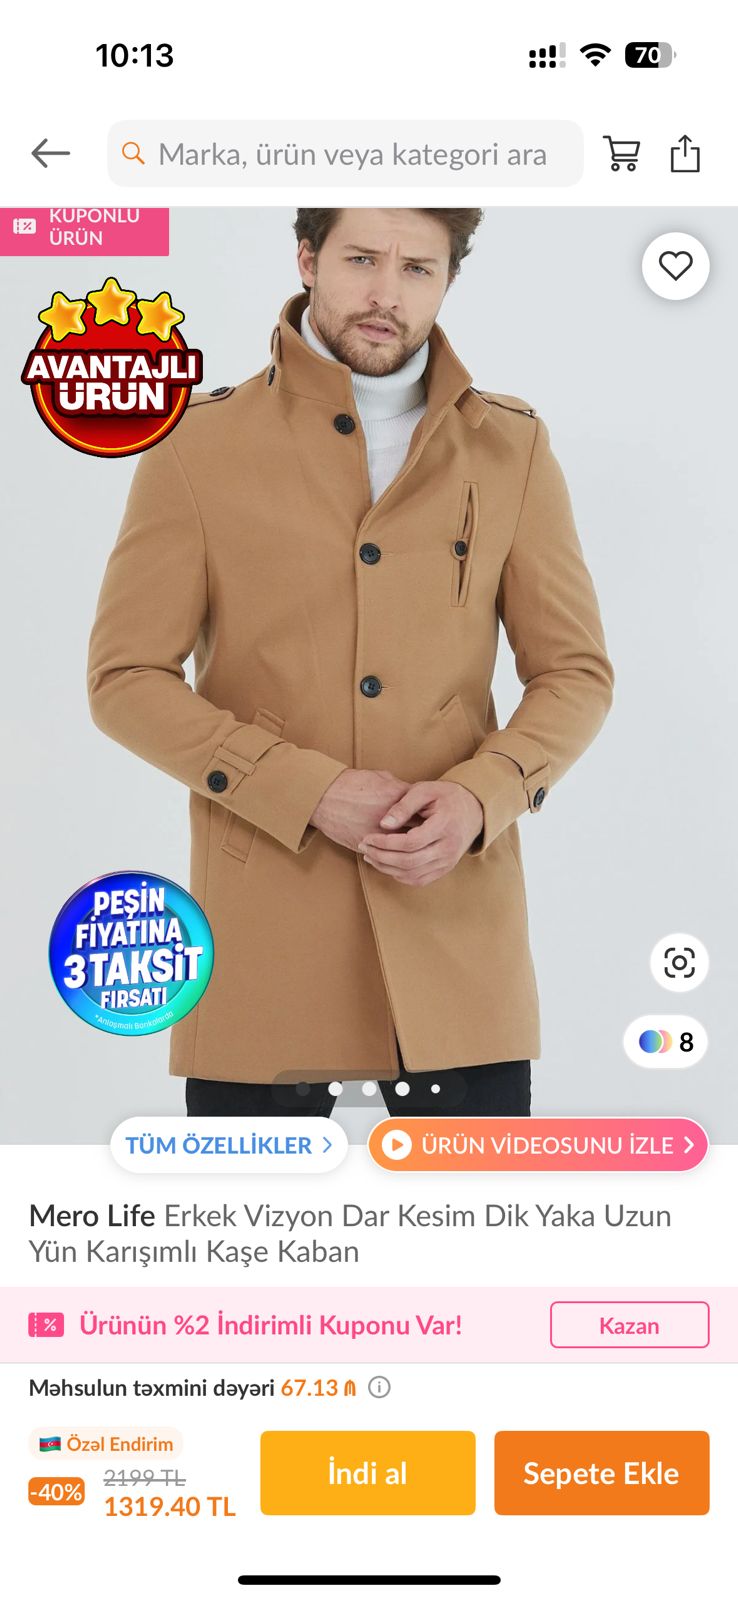 10:13
70
Marka, ürün veya kategori ara
KUPONLU
ÜRÜN
AVANTAJLI
ÜRÜN
PEŞİN
FİYATINA
3 TAKSİT
FIRSATI
*Anlaşmalı Bankalarda
8
TÜM ÖZELLİKLER
ÜRÜN VİDEOSUNU İZLE
Mero Life Erkek Vizyon Dar Kesim Dik Yaka Uzun
Yün Karışımlı Kaşe Kaban
% Ürünün %2 İndirimli Kuponu Var! Kazan
Məhsulun təxmini dəyəri 67.13 ₼
Özəl Endirim
-40% 2199 TL
1319.40 TL
İndi al
Sepete Ekle